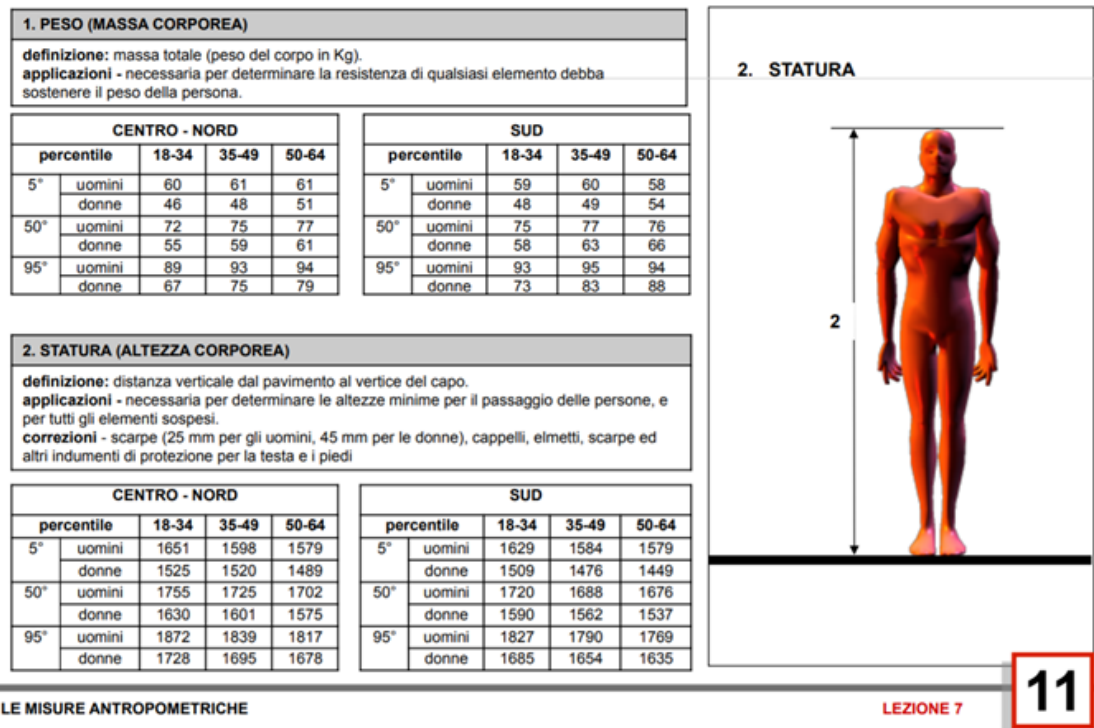 1. PESO (MASSA CORPOREA)
definizione: massa totale (peso del corpo in Kg).
applicazioni - necessaria per determinare la resistenza di qualsiasi elemento debba
sostenere il peso della persona.
CENTRO - NORD
percentile 18-34 35-49 50-64
5° uomini 60 61 61
donne 46 48 51
50° uomini 72 75 77
donne 55 59 61
95° uomini 89 93 94
donne 67 75 79
SUD
percentile 18-34 35-49 50-64
5° uomini 59 60 58
donne 48 49 54
50° uomini 75 77 76
donne 58 63 66
95° uomini 93 95 94
donne 73 83 88
2. STATURA (ALTEZZA CORPOREA)
definizione: distanza verticale dal pavimento al vertice del capo.
applicazioni - necessaria per determinare le altezze minime per il passaggio delle persone, e
per tutti gli elementi sospesi.
correzioni - scarpe (25 mm per gli uomini, 45 mm per le donne), cappelli, elmetti, scarpe ed
altri indumenti di protezione per la testa e i piedi
CENTRO - NORD
percentile 18-34 35-49 50-64
5° uomini 1651 1598 1579
donne 1525 1520 1489
50° uomini 1755 1725 1702
donne 1630 1601 1575
95° uomini 1872 1839 1817
donne 1728 1695 1678
SUD
percentile 18-34 35-49 50-64
5° uomini 1629 1584 1579
donne 1509 1476 1449
50° uomini 1720 1688 1676
donne 1590 1562 1537
95° uomini 1827 1790 1769
donne 1685 1654 1635
2. STATURA
2
LE MISURE ANTROPOMETRICHE
LEZIONE 7
11